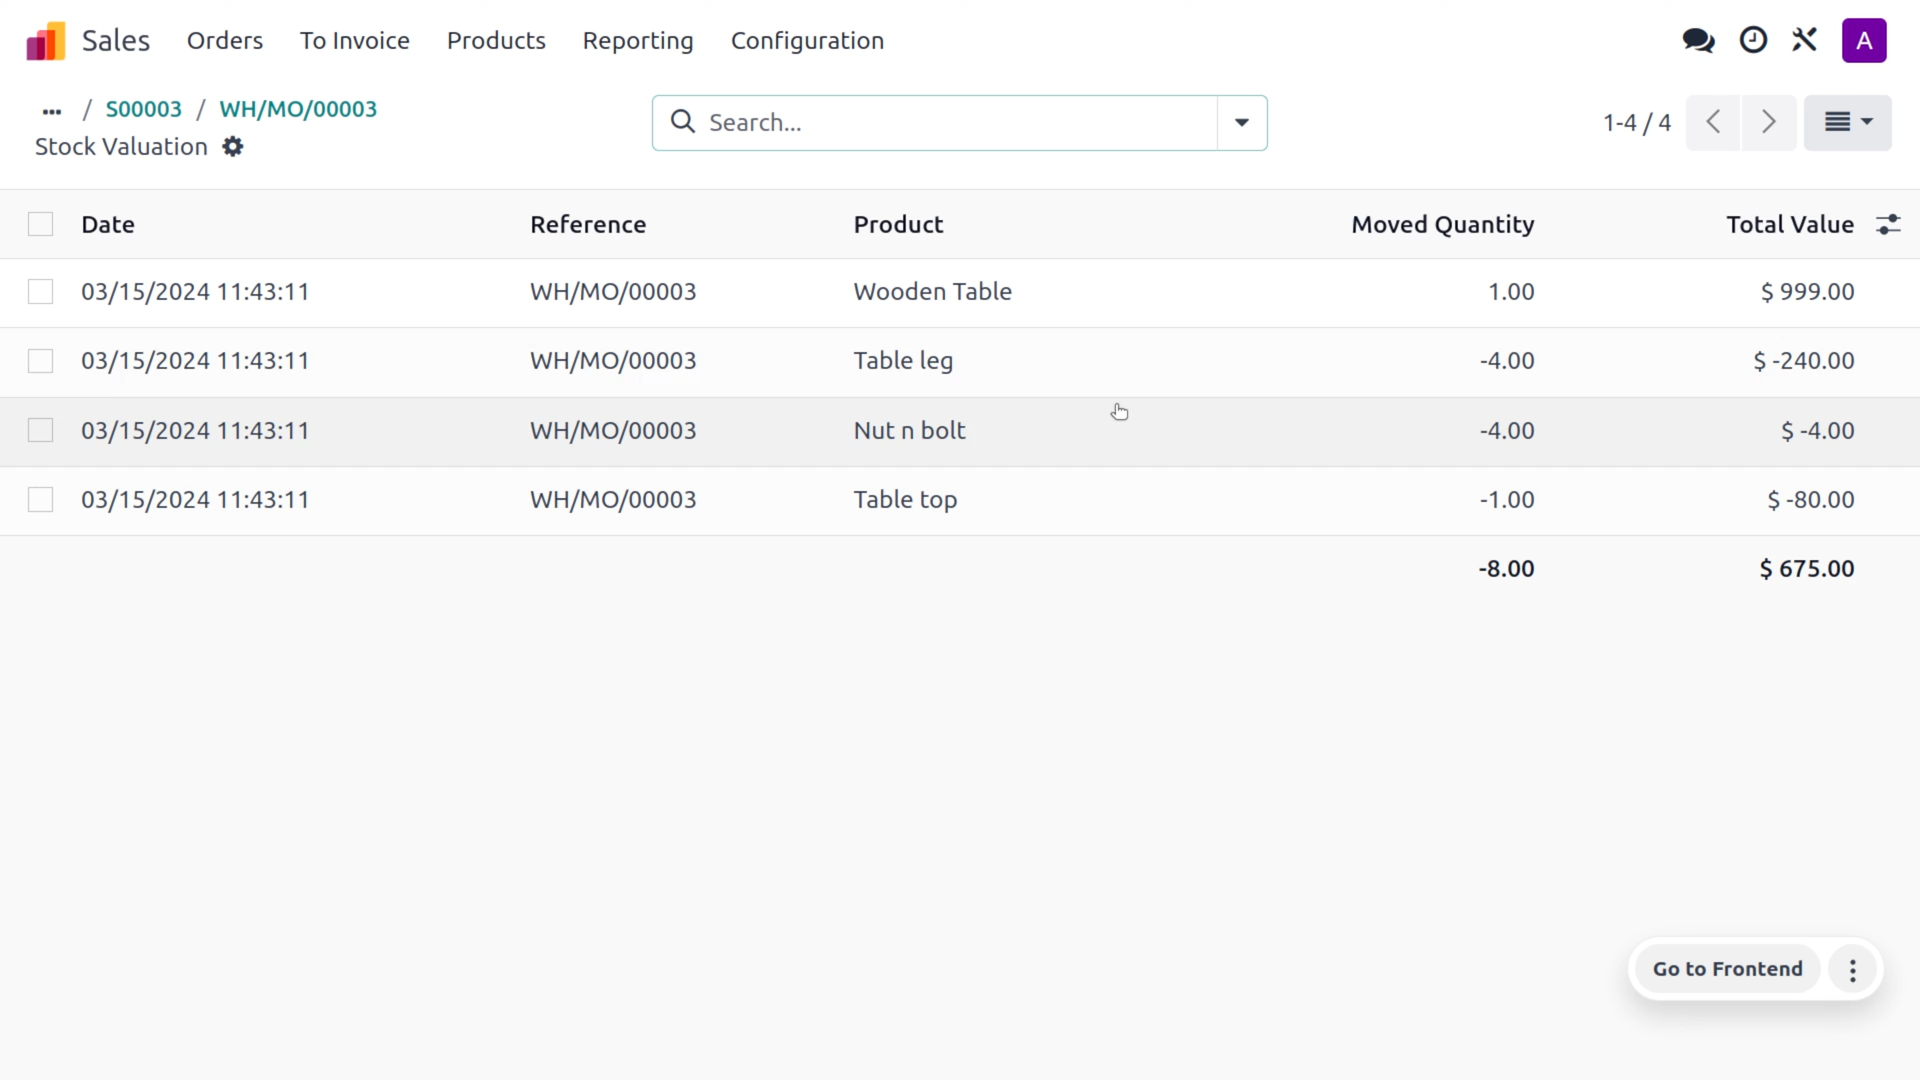 Sales Orders To Invoice Products Reporting Configuration A
... / S00003 / WH/MO/00003
Stock Valuation
Search...
1-4 / 4
Date Reference Product Moved Quantity Total Value
03/15/2024 11:43:11 WH/MO/00003 Wooden Table 1.00 $ 999.00
03/15/2024 11:43:11 WH/MO/00003 Table leg -4.00 $ -240.00
03/15/2024 11:43:11 WH/MO/00003 Nut n bolt -4.00 $ -4.00
03/15/2024 11:43:11 WH/MO/00003 Table top -1.00 $ -80.00
-8.00 $ 675.00
Go to Frontend